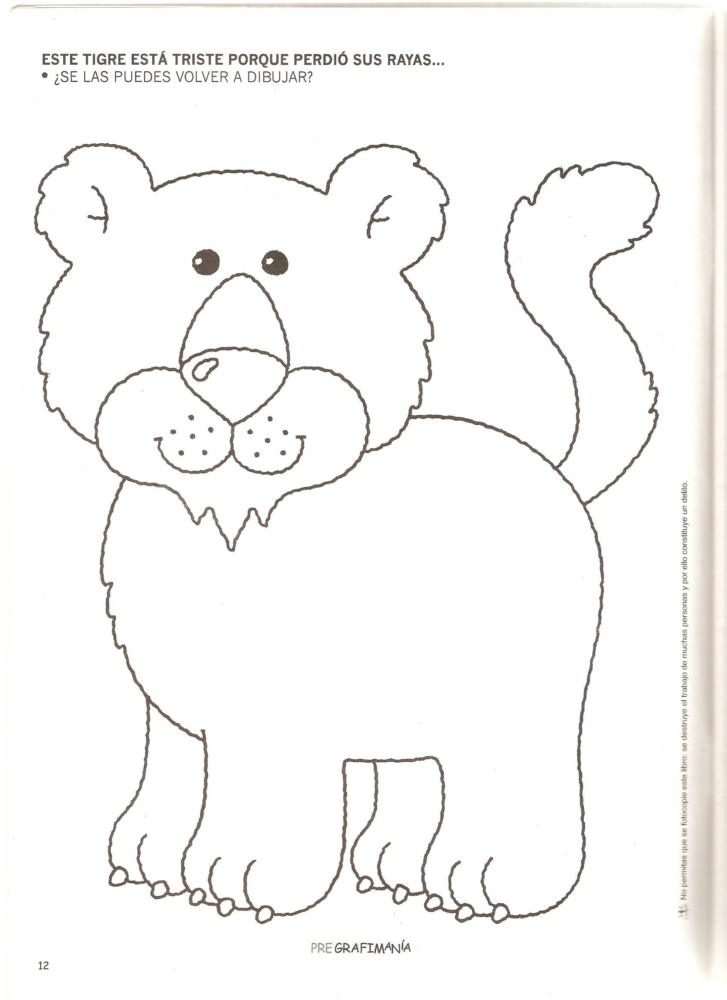 ESTE TIGRE ESTÁ TRISTE PORQUE PERDIÓ SUS RAYAS...
• ¿SE LAS PUEDES VOLVER A DIBUJAR?
No permitas que se fotocopie este libro; se destruye el trabajo de muchas personas y por ello constituye un delito.
PREGRAFIMANÍA
12